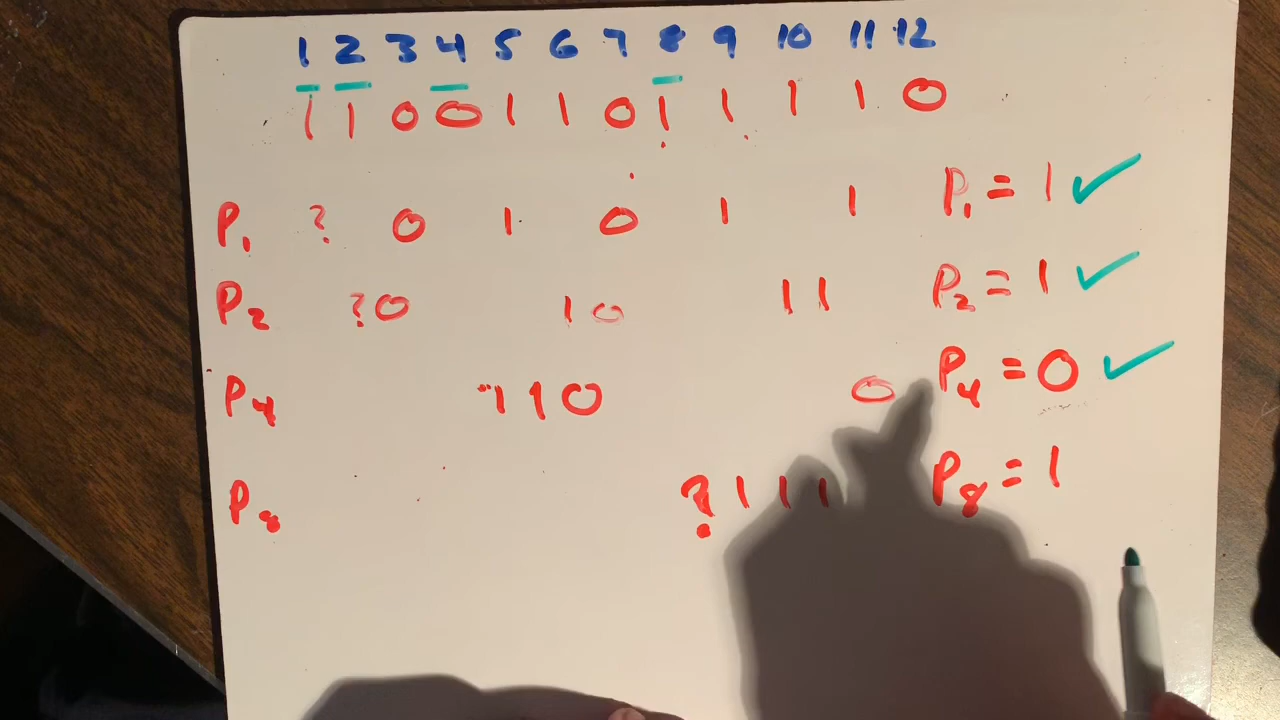 1 2 3 4 5 6 7 8 9 10 11 12
1 1 0 0 1 1 0 1 1 1 1 0
P1 ? 0 1 0 1 1 P1 = 1 ✓
P2 ? 0 1 0 1 1 P2 = 1 ✓
P4 1 1 0 0 P4 = 0 ✓
P8 ? 1 1 1 P8 = 1